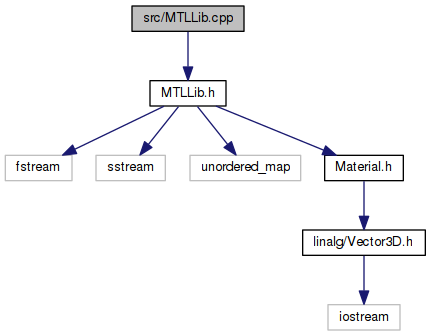 src/MTLLib.cpp
MTLLib.h
fstream
sstream
unordered_map
Material.h
linalg/Vector3D.h
iostream